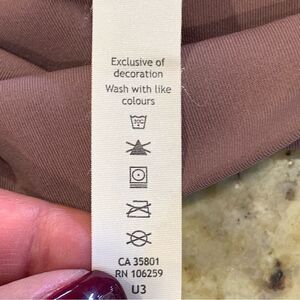 Exclusive of
decoration
Wash with like
colours
CA 35801
RN 106259
U3